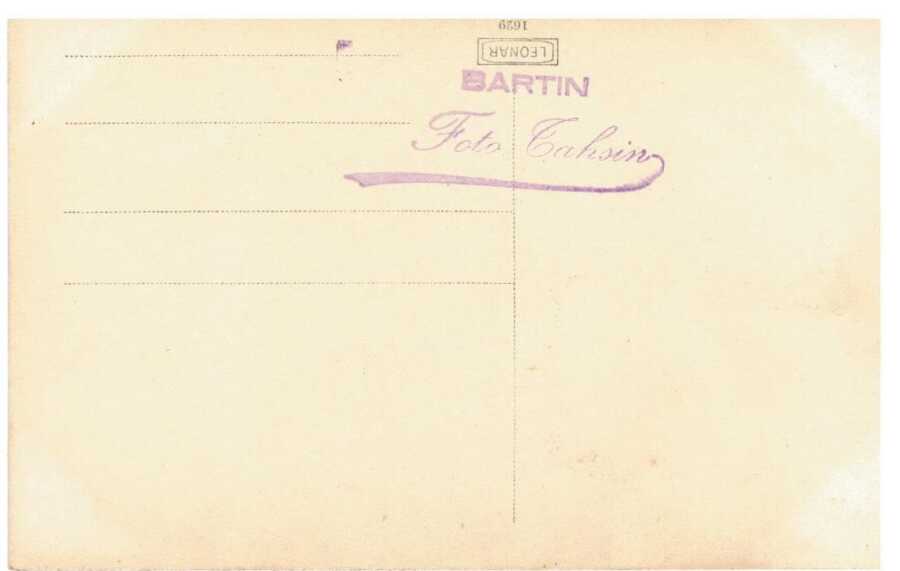 1629
LEONAR
BARTIN
Foto Tahsin